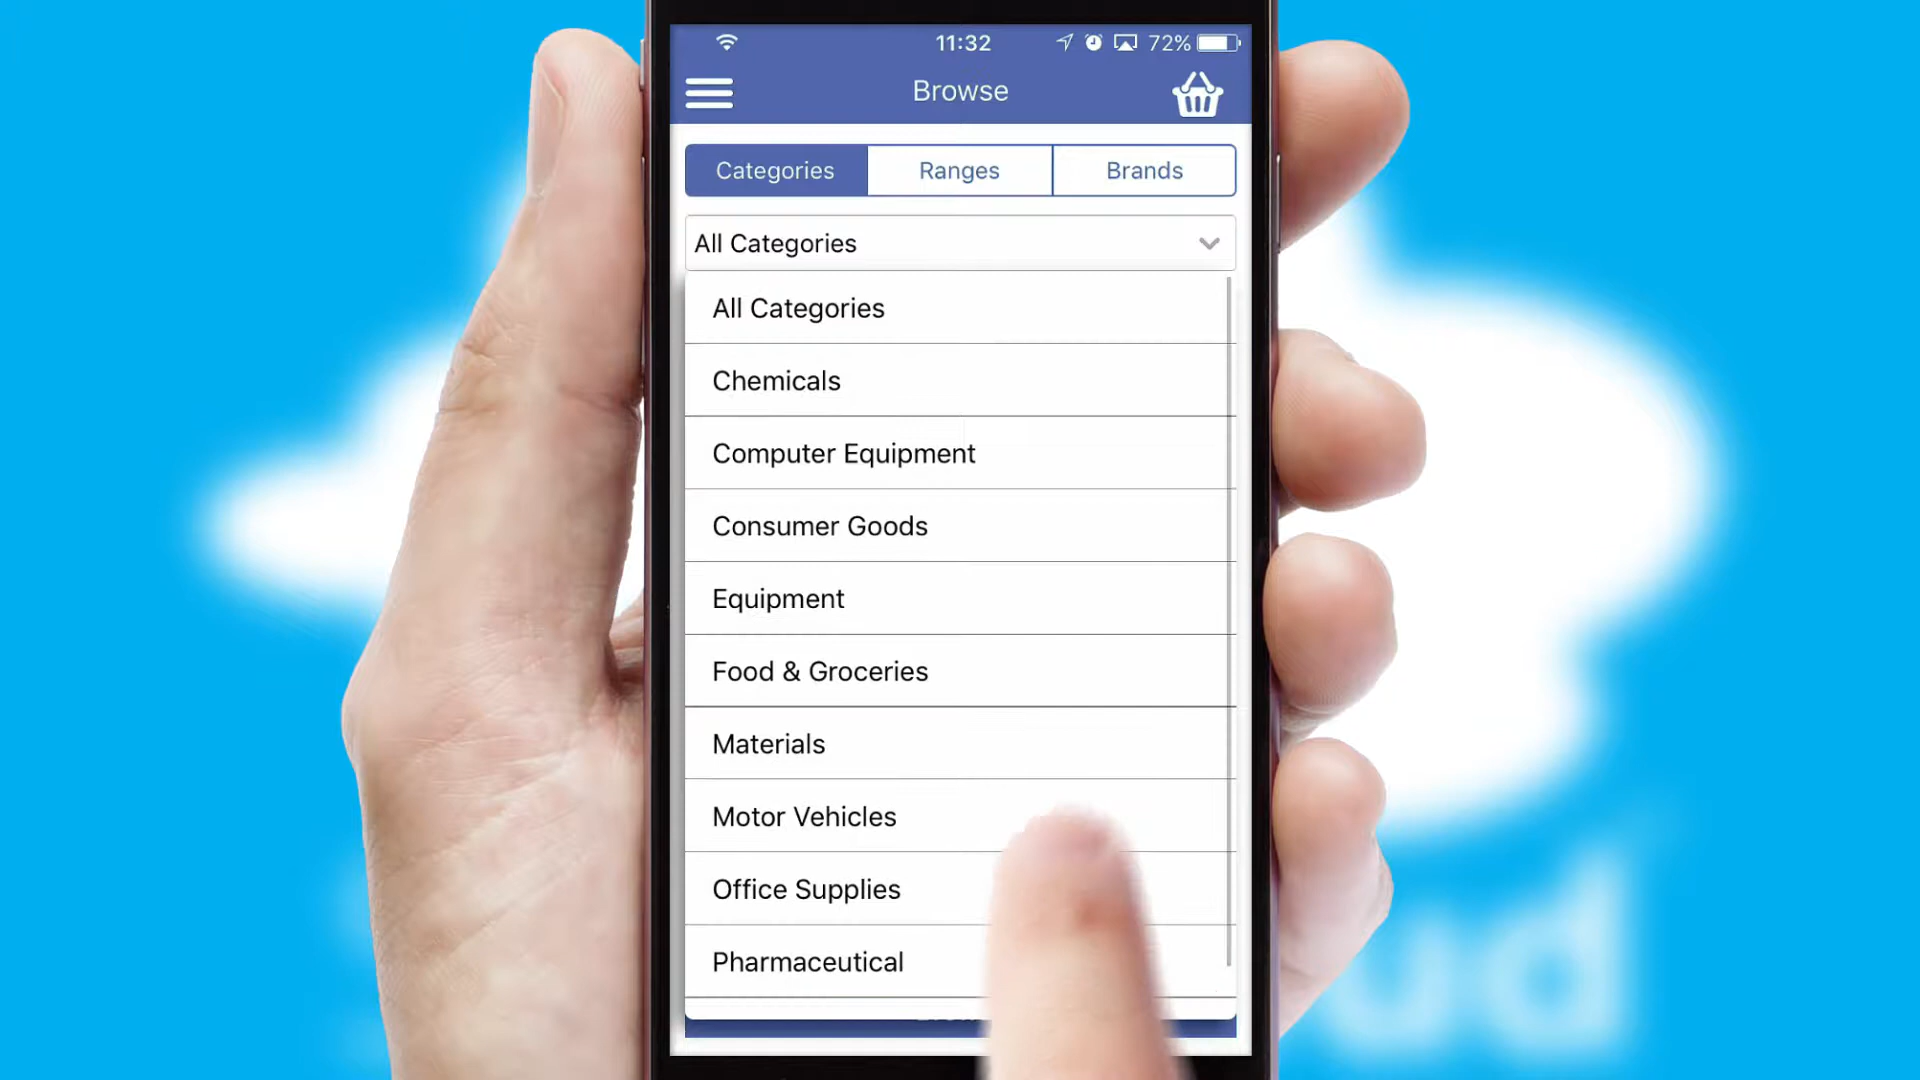 11:32
72%
Browse
Categories
Ranges
Brands
All Categories
All Categories
Chemicals
Computer Equipment
Consumer Goods
Equipment
Food & Groceries
Materials
Motor Vehicles
Office Supplies
Pharmaceutical
ud